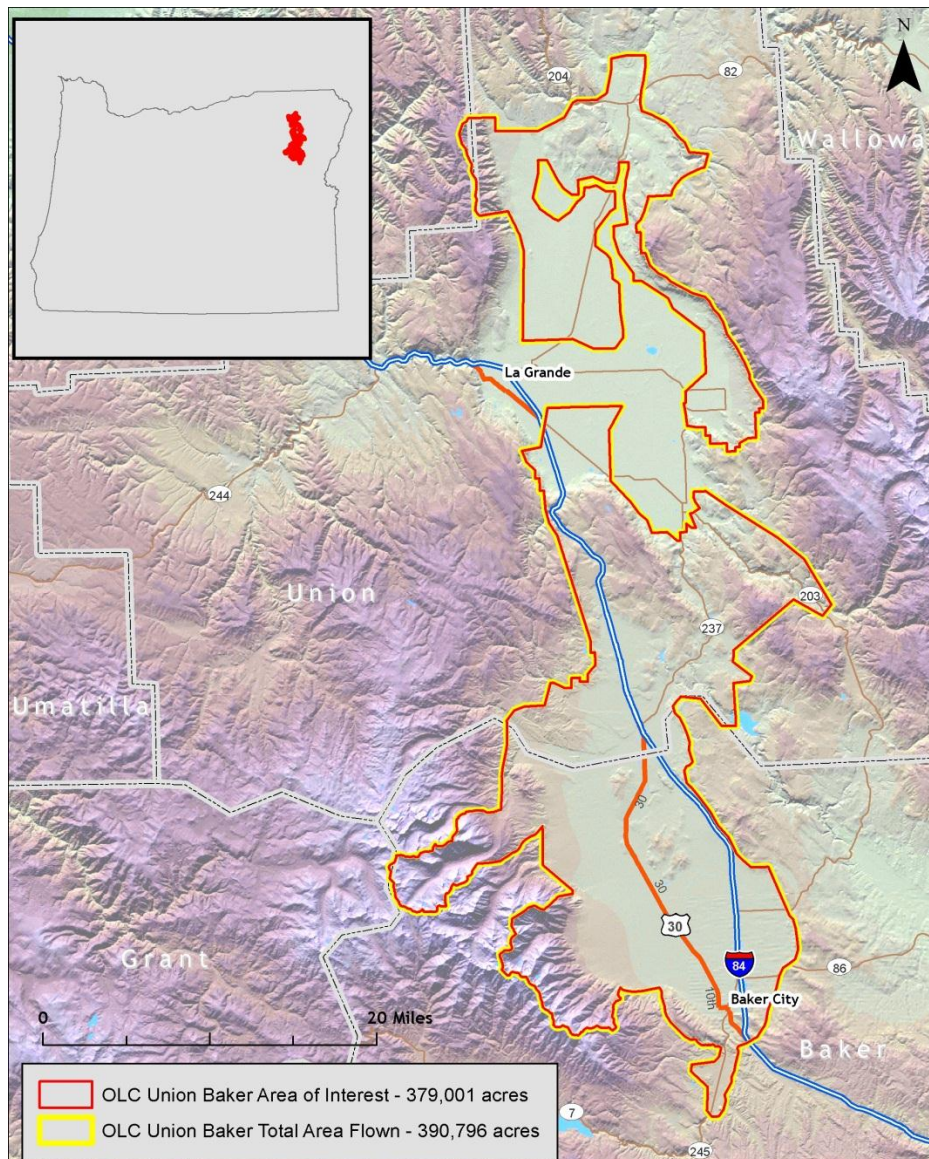 N
204
82
Wallowa
La Grande
244
Union
203
237
Umatilla
30
30
30
Grant
84
86
10th
Baker City
0
20 Miles
Baker
OLC Union Baker Area of Interest - 379,001 acres
OLC Union Baker Total Area Flown - 390,796 acres
7
245